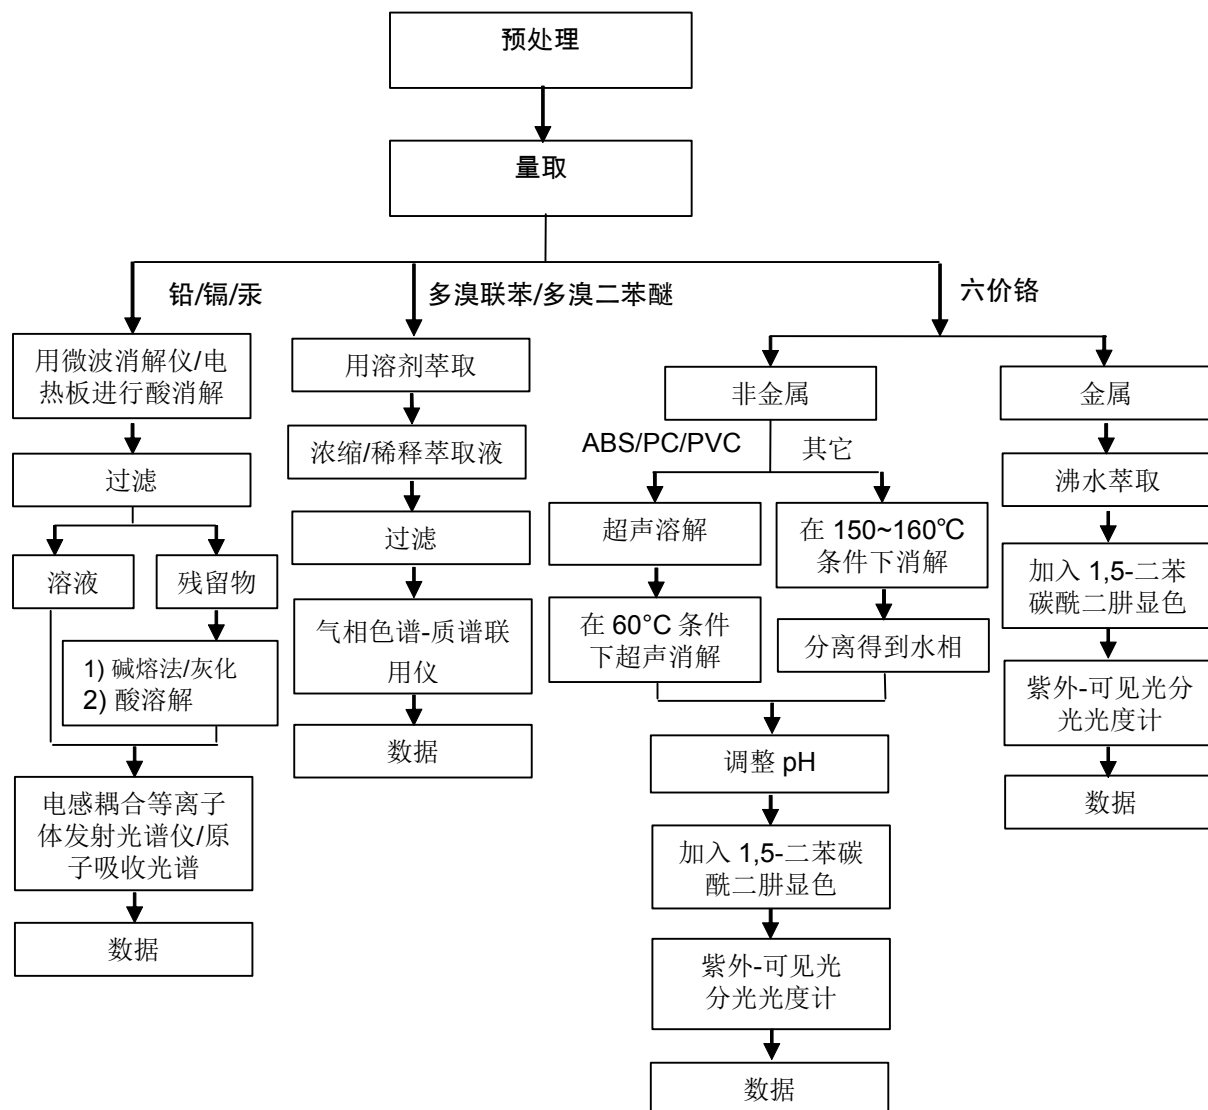 预处理
量取
铅/镉/汞
多溴联苯/多溴二苯醚
六价铬
用微波消解仪/电
热板进行酸消解
过滤
溶液
残留物
1) 碱熔法/灰化
2) 酸溶解
电感耦合等离子
体发射光谱仪/原
子吸收光谱
数据
用溶剂萃取
浓缩/稀释萃取液
过滤
气相色谱-质谱联
用仪
数据
非金属
ABS/PC/PVC
其它
超声溶解
在 60°C 条件
下超声消解
在 150~160℃
条件下消解
分离得到水相
调整 pH
加入 1,5-二苯碳
酰二肼显色
紫外-可见光
分光光度计
数据
金属
沸水萃取
加入 1,5-二苯
碳酰二肼显色
紫外-可见光分
光光度计
数据